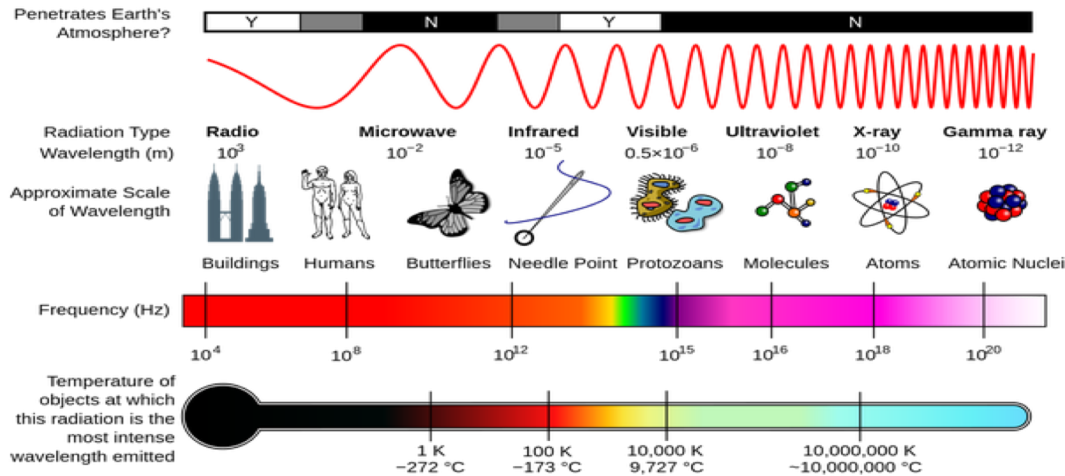 Penetrates Earth's
Atmosphere?
Y N Y N
Radiation Type
Radio Microwave Infrared Visible Ultraviolet X-ray Gamma ray
Wavelength (m)
10³ 10⁻² 10⁻⁵ 0.5×10⁻⁶ 10⁻⁸ 10⁻¹⁰ 10⁻¹²
Approximate Scale
of Wavelength
Buildings Humans Butterflies Needle Point Protozoans Molecules Atoms Atomic Nuclei
Frequency (Hz)
10⁴ 10⁸ 10¹² 10¹⁵ 10¹⁶ 10¹⁸ 10²⁰
Temperature of
objects at which
this radiation is the
most intense
wavelength emitted
1 K 100 K 10,000 K 10,000,000 K
−272 °C −173 °C 9,727 °C ~10,000,000 °C